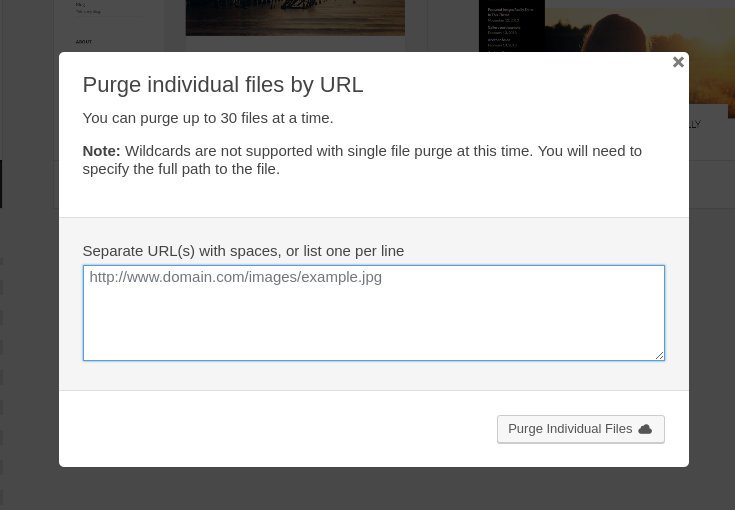 ABOUT
Purge individual files by URL
You can purge up to 30 files at a time.
Note: Wildcards are not supported with single file purge at this time. You will need to
specify the full path to the file.
Separate URL(s) with spaces, or list one per line
http://www.domain.com/images/example.jpg
Purge Individual Files